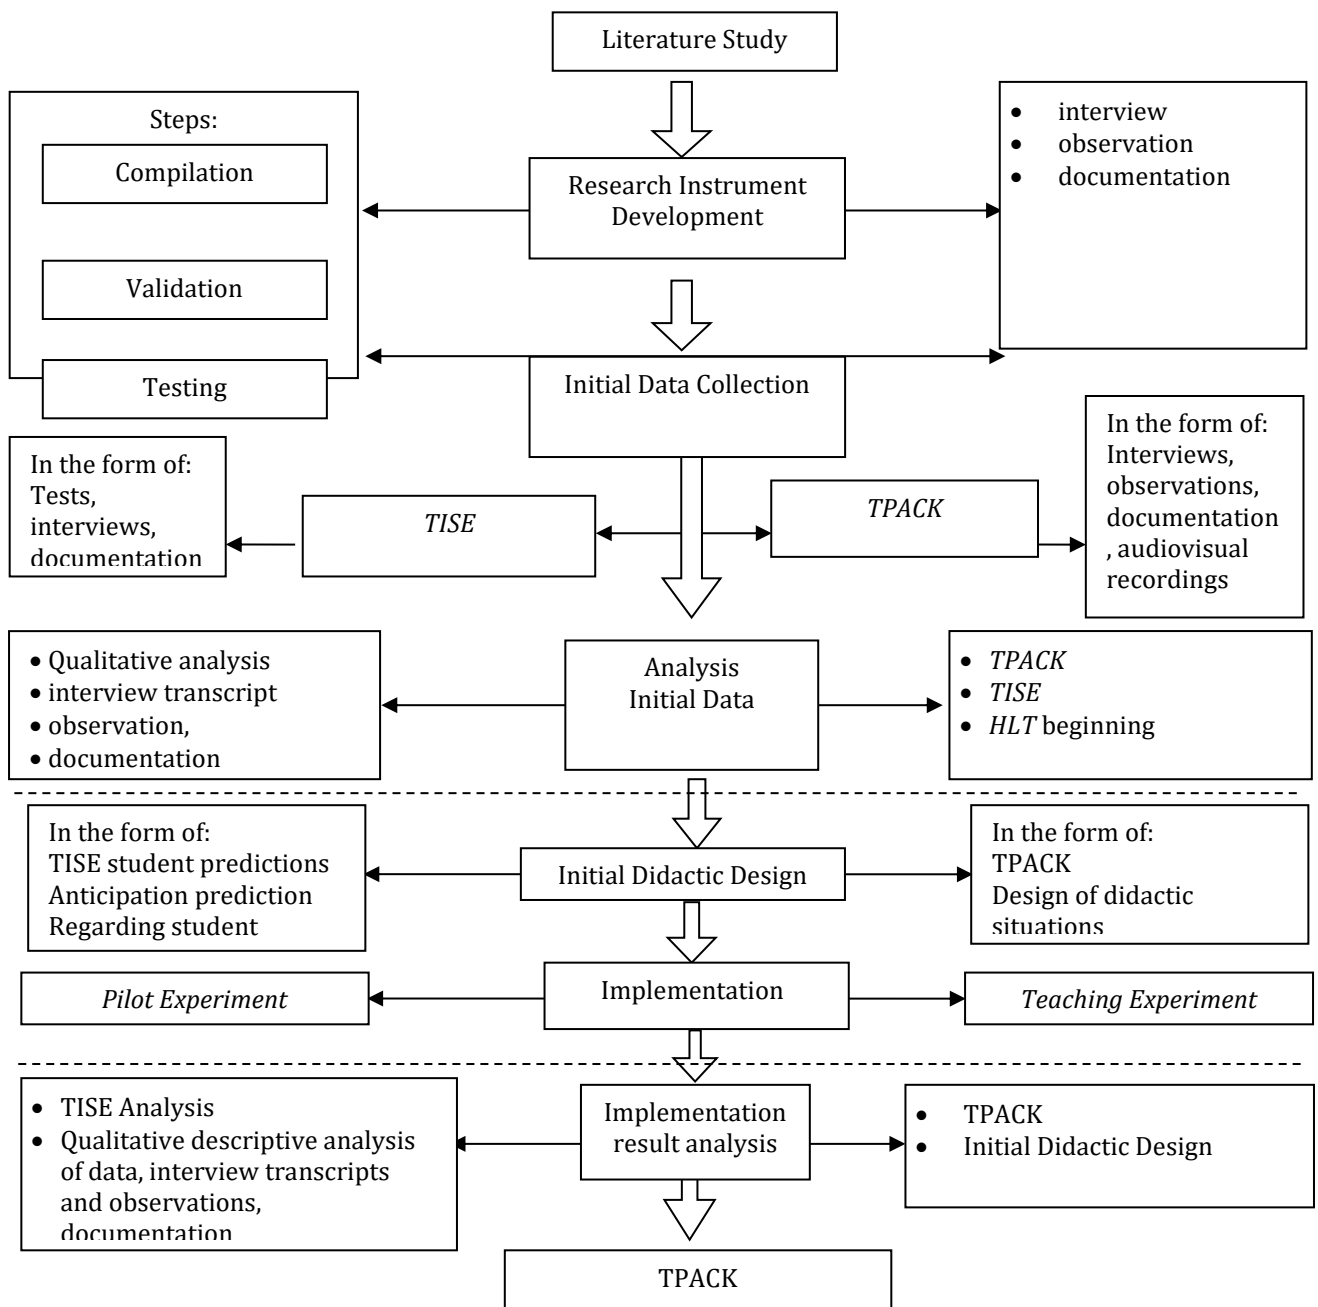 Literature Study
Steps:
Compilation
Validation
Testing
Research Instrument
Development
• interview
• observation
• documentation
Initial Data Collection
In the form of:
Tests,
interviews,
documentation
TISE
TPACK
In the form of:
Interviews,
observations,
documentation
, audiovisual
recordings
• Qualitative analysis
• interview transcript
• observation,
• documentation
Analysis
Initial Data
• TPACK
• TISE
• HLT beginning
In the form of:
TISE student predictions
Anticipation prediction
Regarding student
Initial Didactic Design
In the form of:
TPACK
Design of didactic
situations
Pilot Experiment
Implementation
Teaching Experiment
• TISE Analysis
• Qualitative descriptive analysis
of data, interview transcripts
and observations,
documentation
Implementation
result analysis
• TPACK
• Initial Didactic Design
TPACK